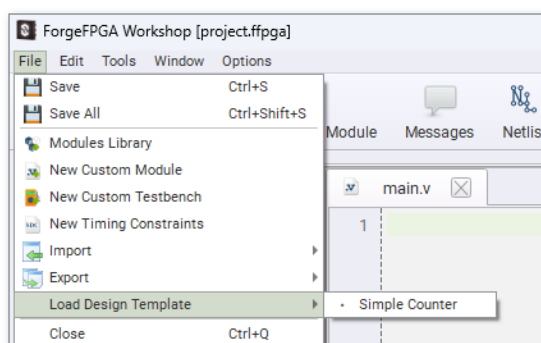 ForgeFPGA Workshop [project.ffpga]
File Edit Tools Window Options
Save Ctrl+S
Save All Ctrl+Shift+S
Module Messages Netlis
Modules Library
New Custom Module
main.v
New Custom Testbench
1
New Timing Constraints
Import
Export
Load Design Template
Simple Counter
Close Ctrl+Q